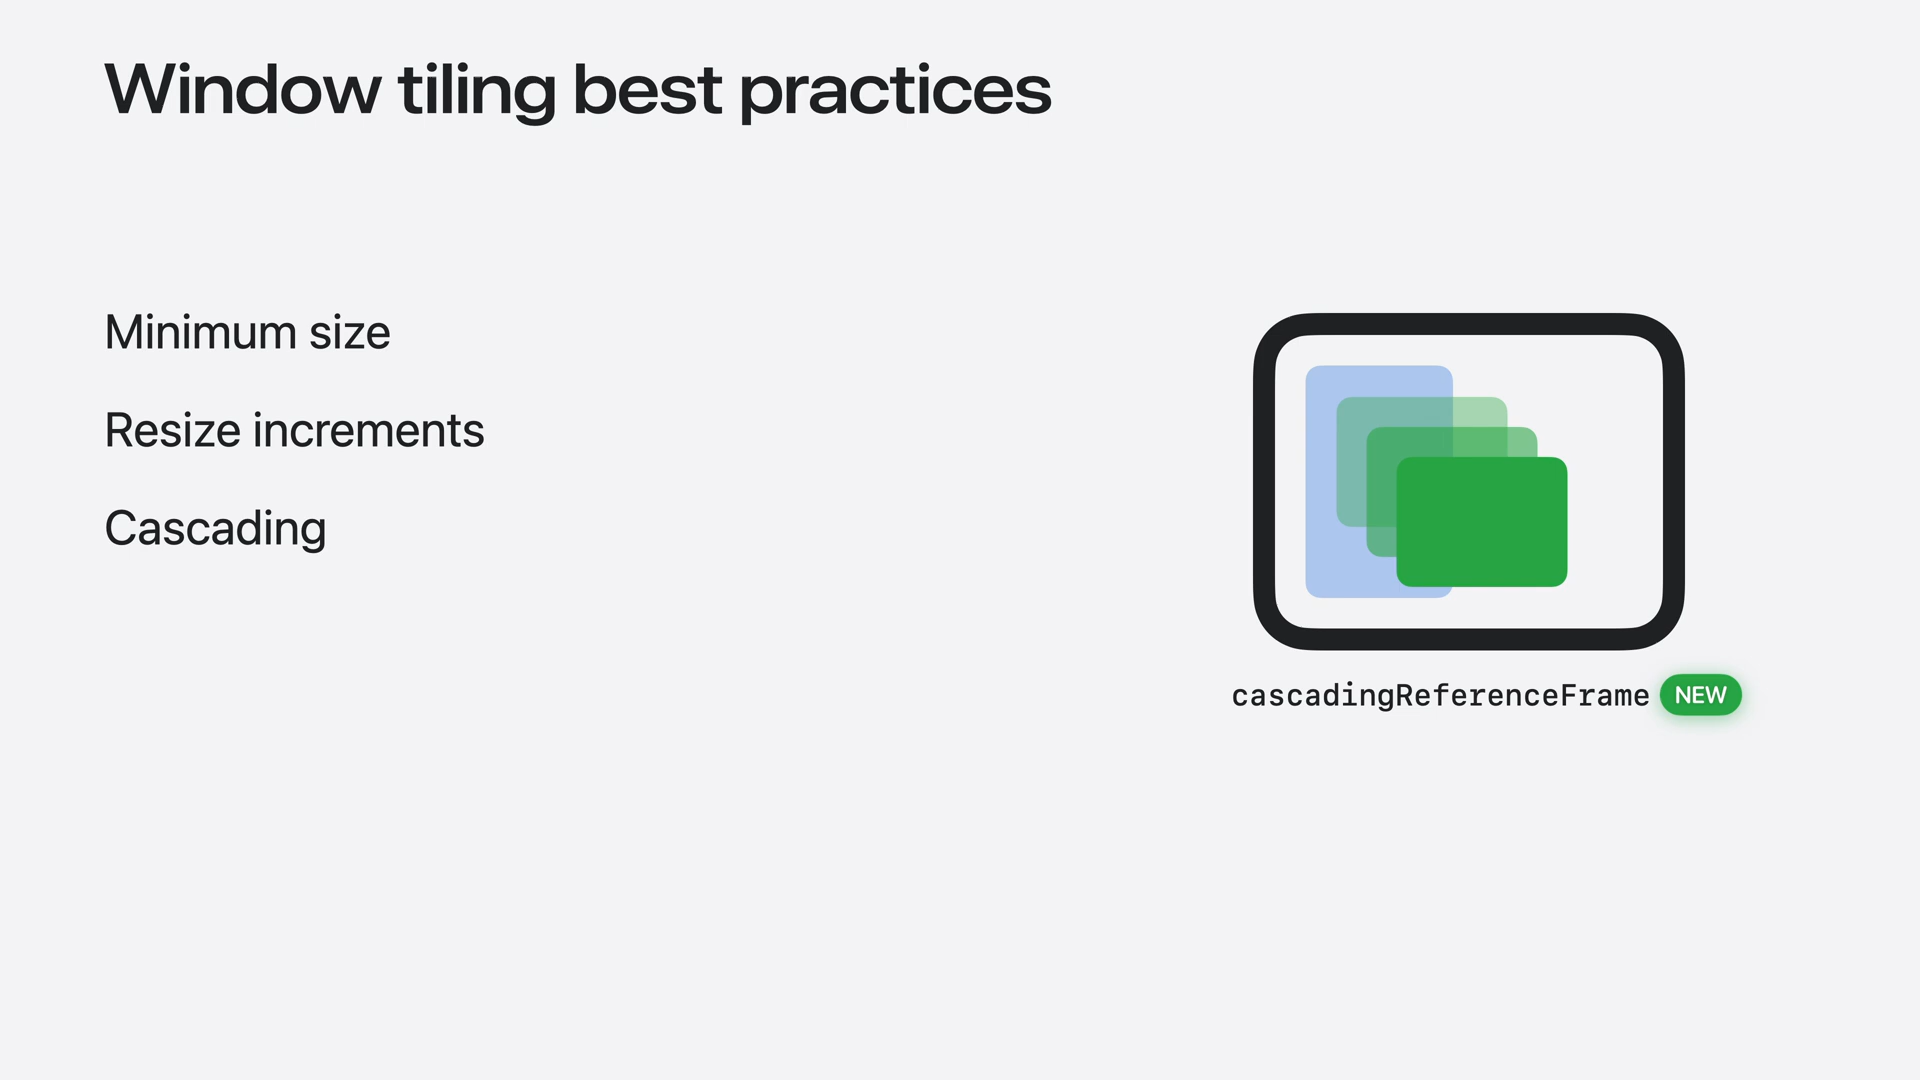 Window tiling best practices
Minimum size
Resize increments
Cascading
cascadingReferenceFrame NEW